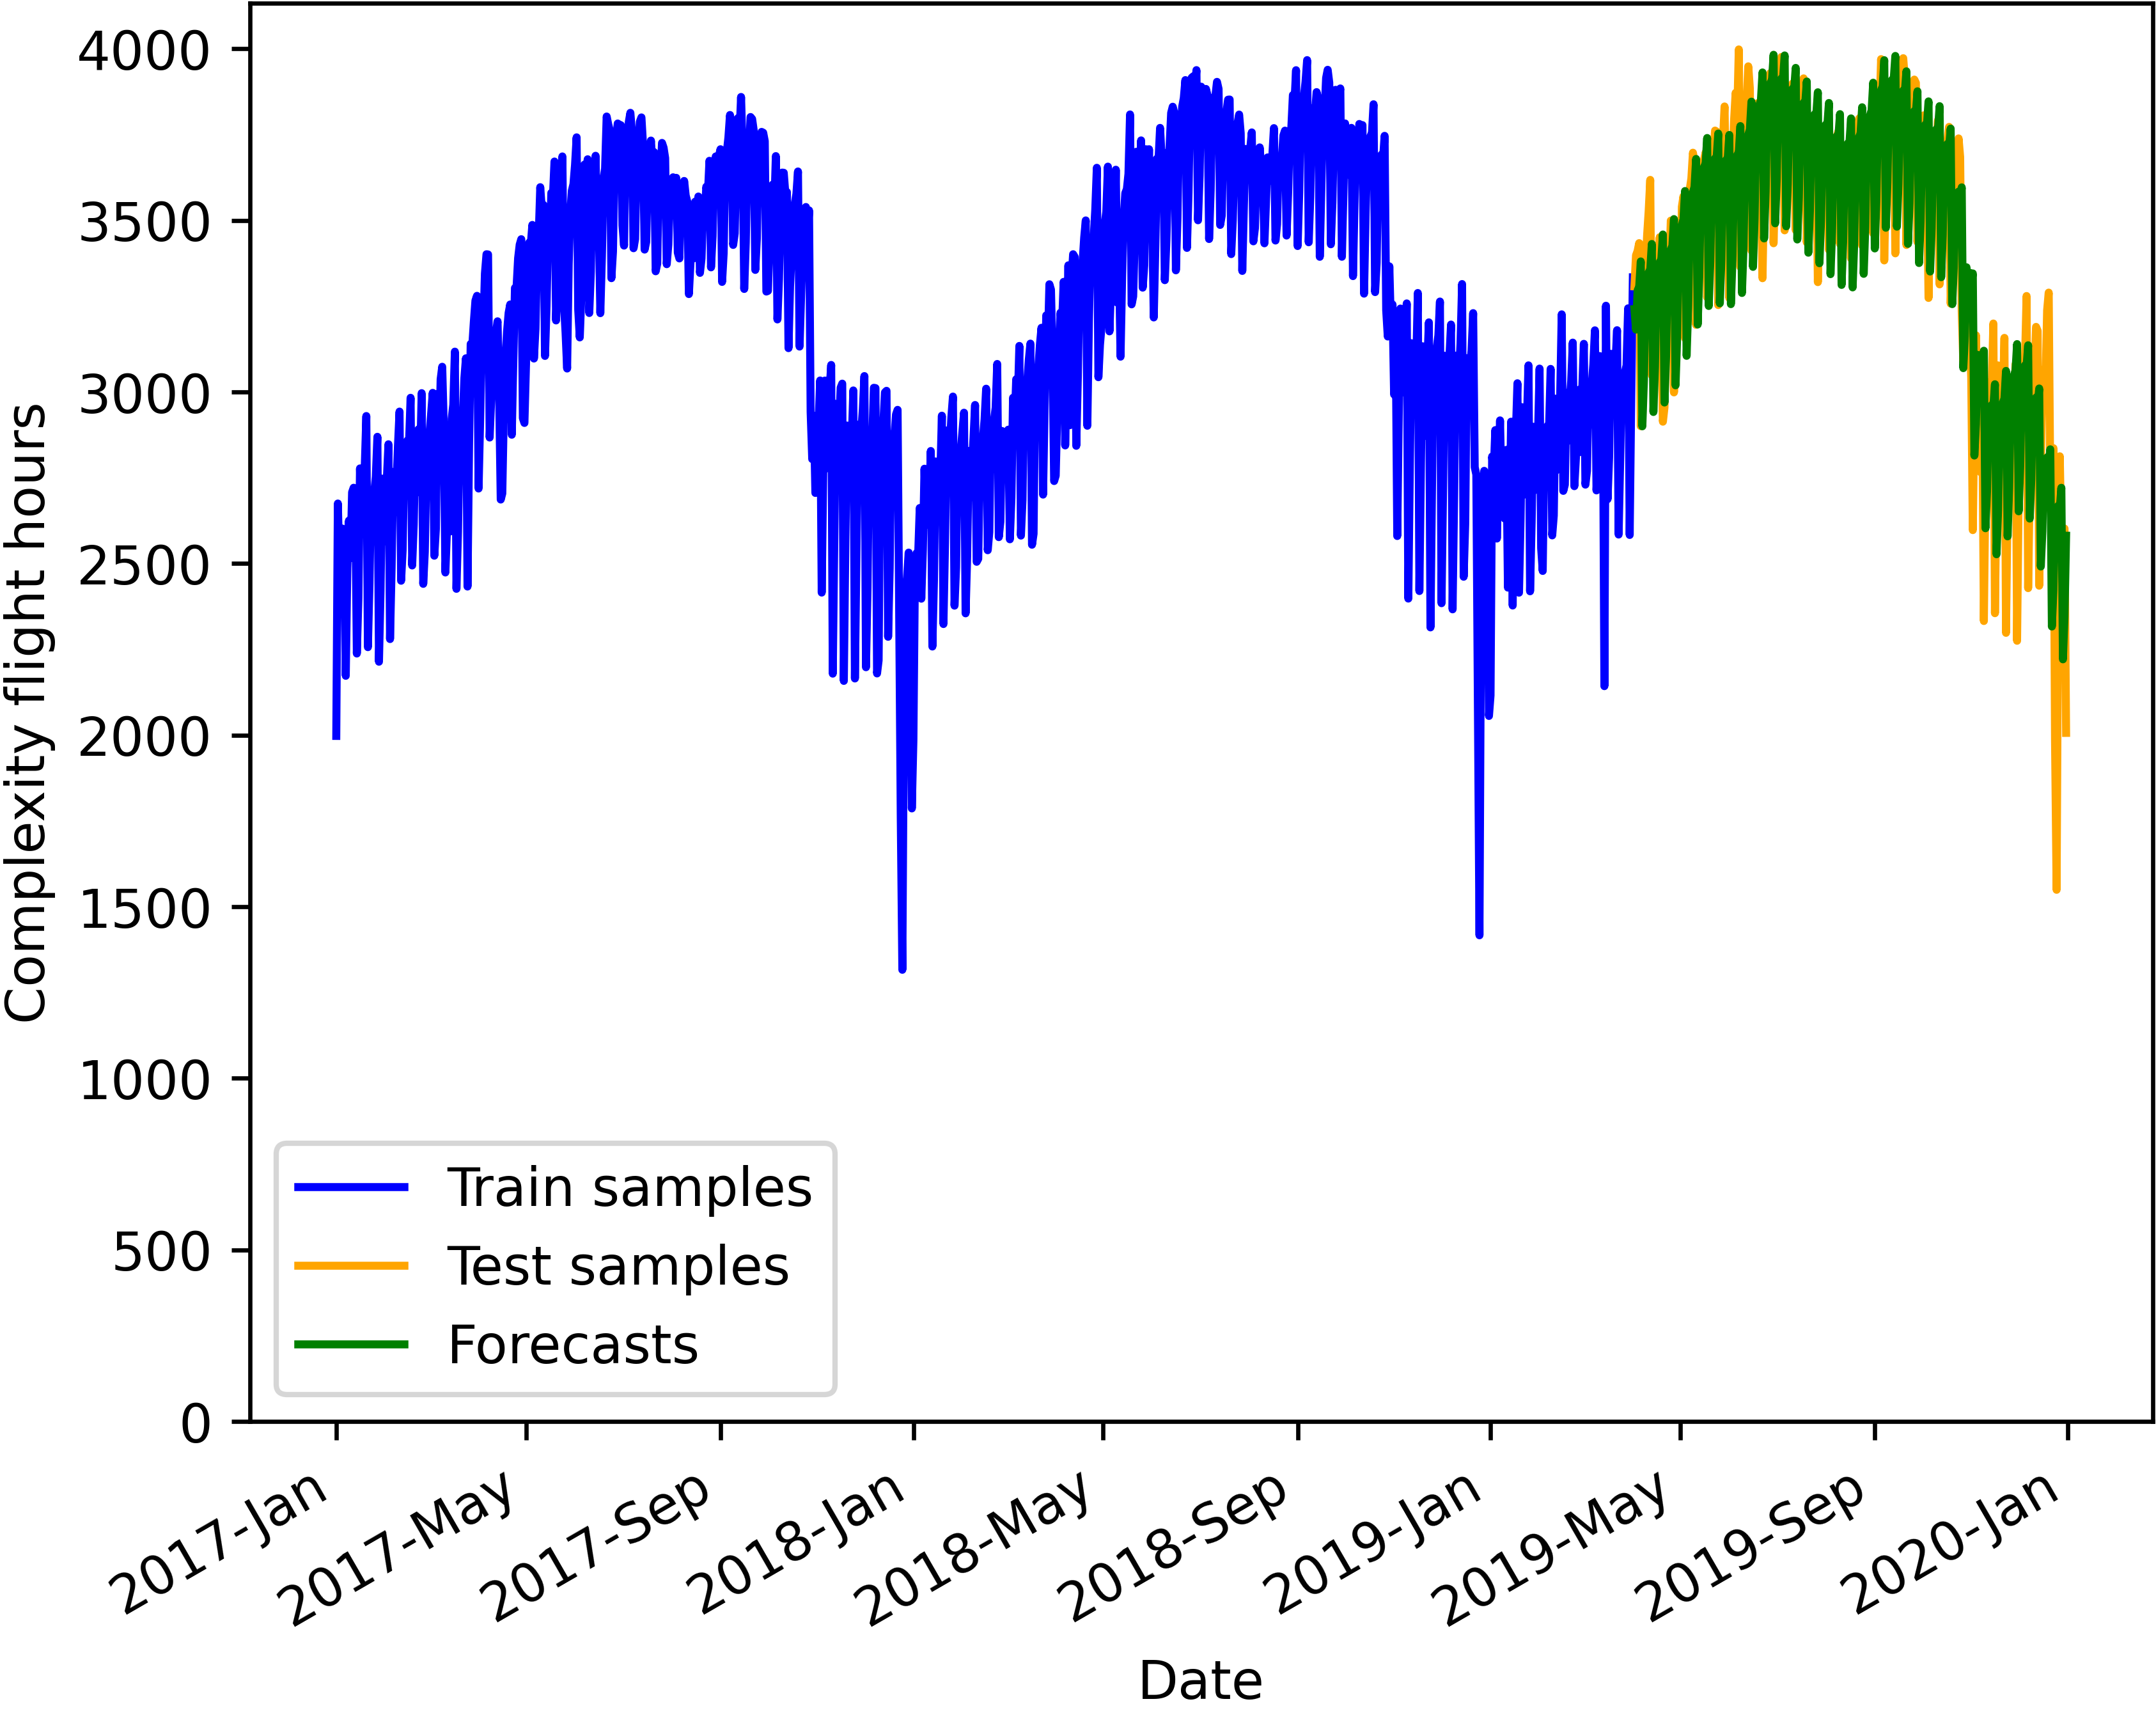 4000
3500
3000
2500
2000
1500
1000
500
0
Complexity flight hours
Train samples
Test samples
Forecasts
2017-Jan
2017-May
2017-Sep
2018-Jan
2018-May
2018-Sep
2019-Jan
2019-May
2019-Sep
2020-Jan
Date